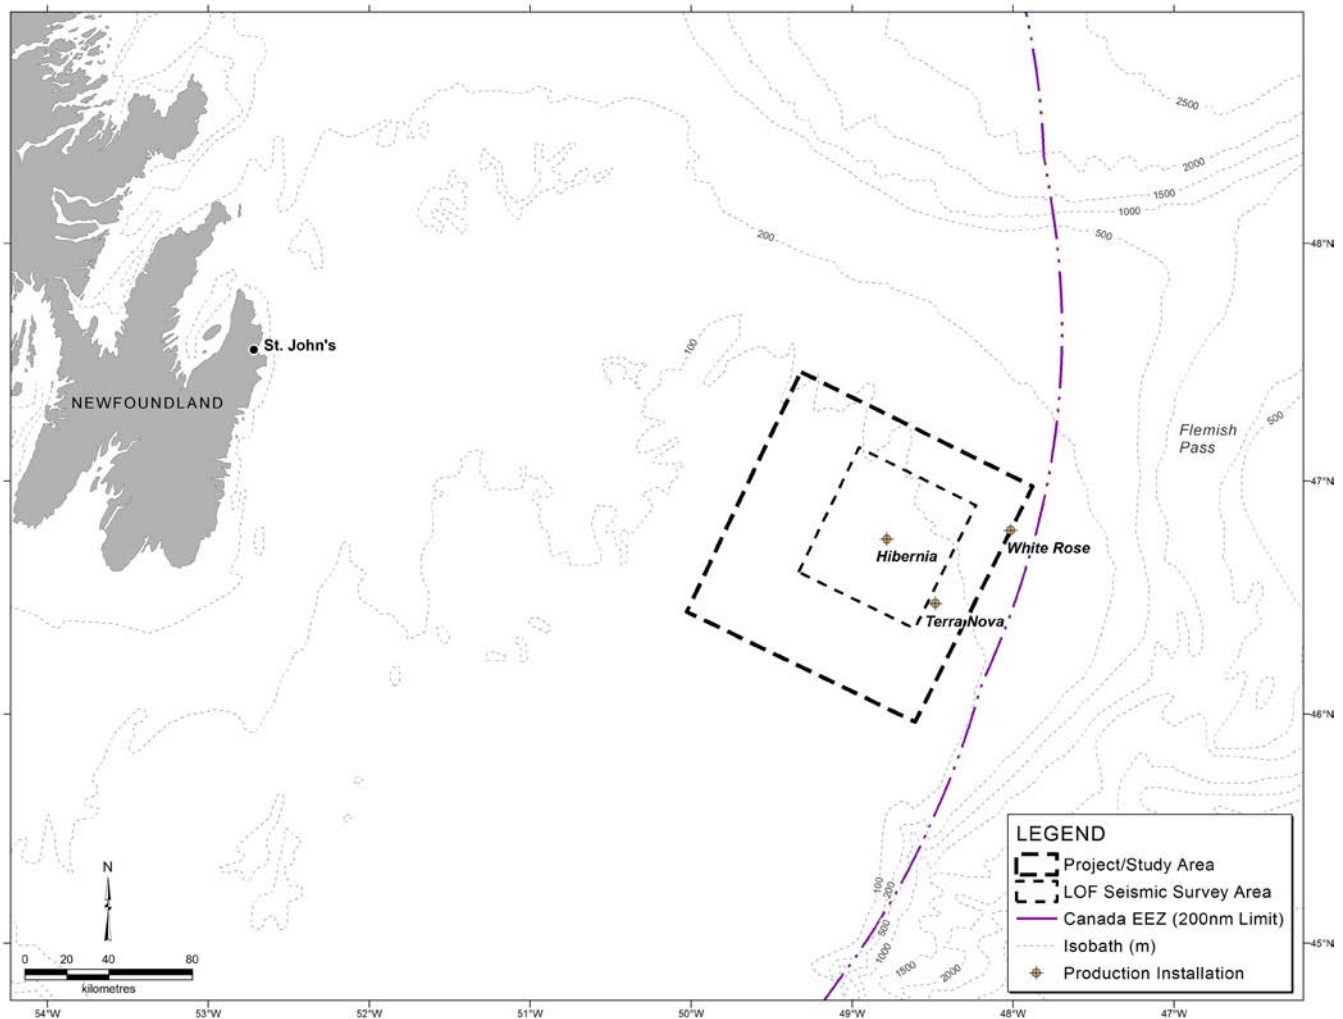 2500
2000
1500
1000
500
200
48°N
100
St. John's
NEWFOUNDLAND
Flemish
Pass
500
47°N
White Rose
Hibernia
Terra Nova
46°N
LEGEND
Project/Study Area
LOF Seismic Survey Area
Canada EEZ (200nm Limit)
Isobath (m)
Production Installation
N
100
200
500
1000
1500
2000
45°N
0 20 40 80
kilometres
54°W 53°W 52°W 51°W 50°W 49°W 48°W 47°W